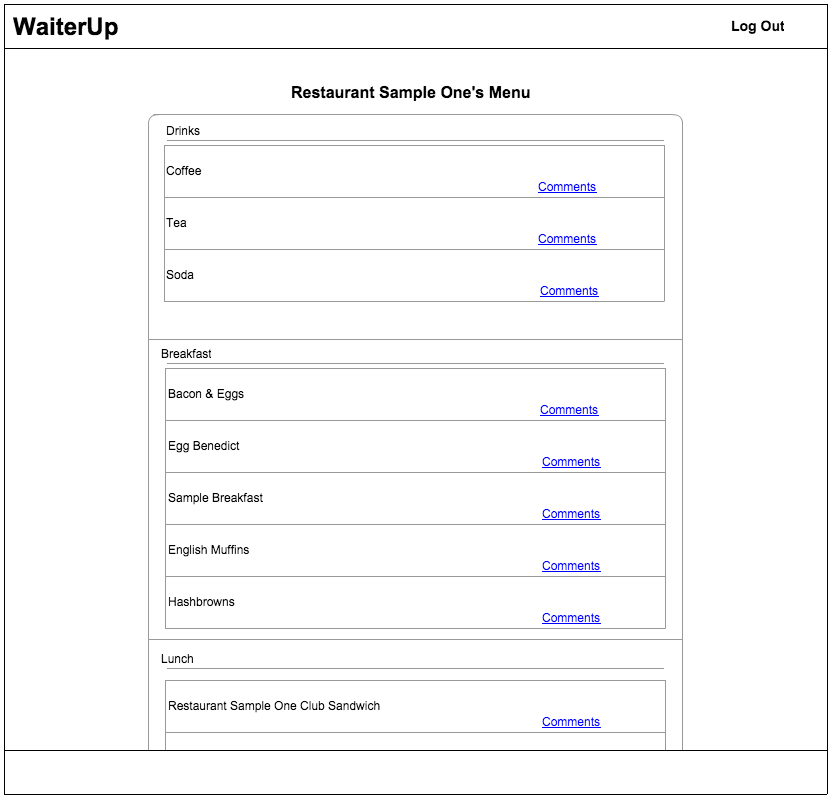 WaiterUp
Log Out
Restaurant Sample One's Menu
Drinks
Coffee
Comments
Tea
Comments
Soda
Comments
Breakfast
Bacon & Eggs
Comments
Egg Benedict
Comments
Sample Breakfast
Comments
English Muffins
Comments
Hashbrowns
Comments
Lunch
Restaurant Sample One Club Sandwich
Comments